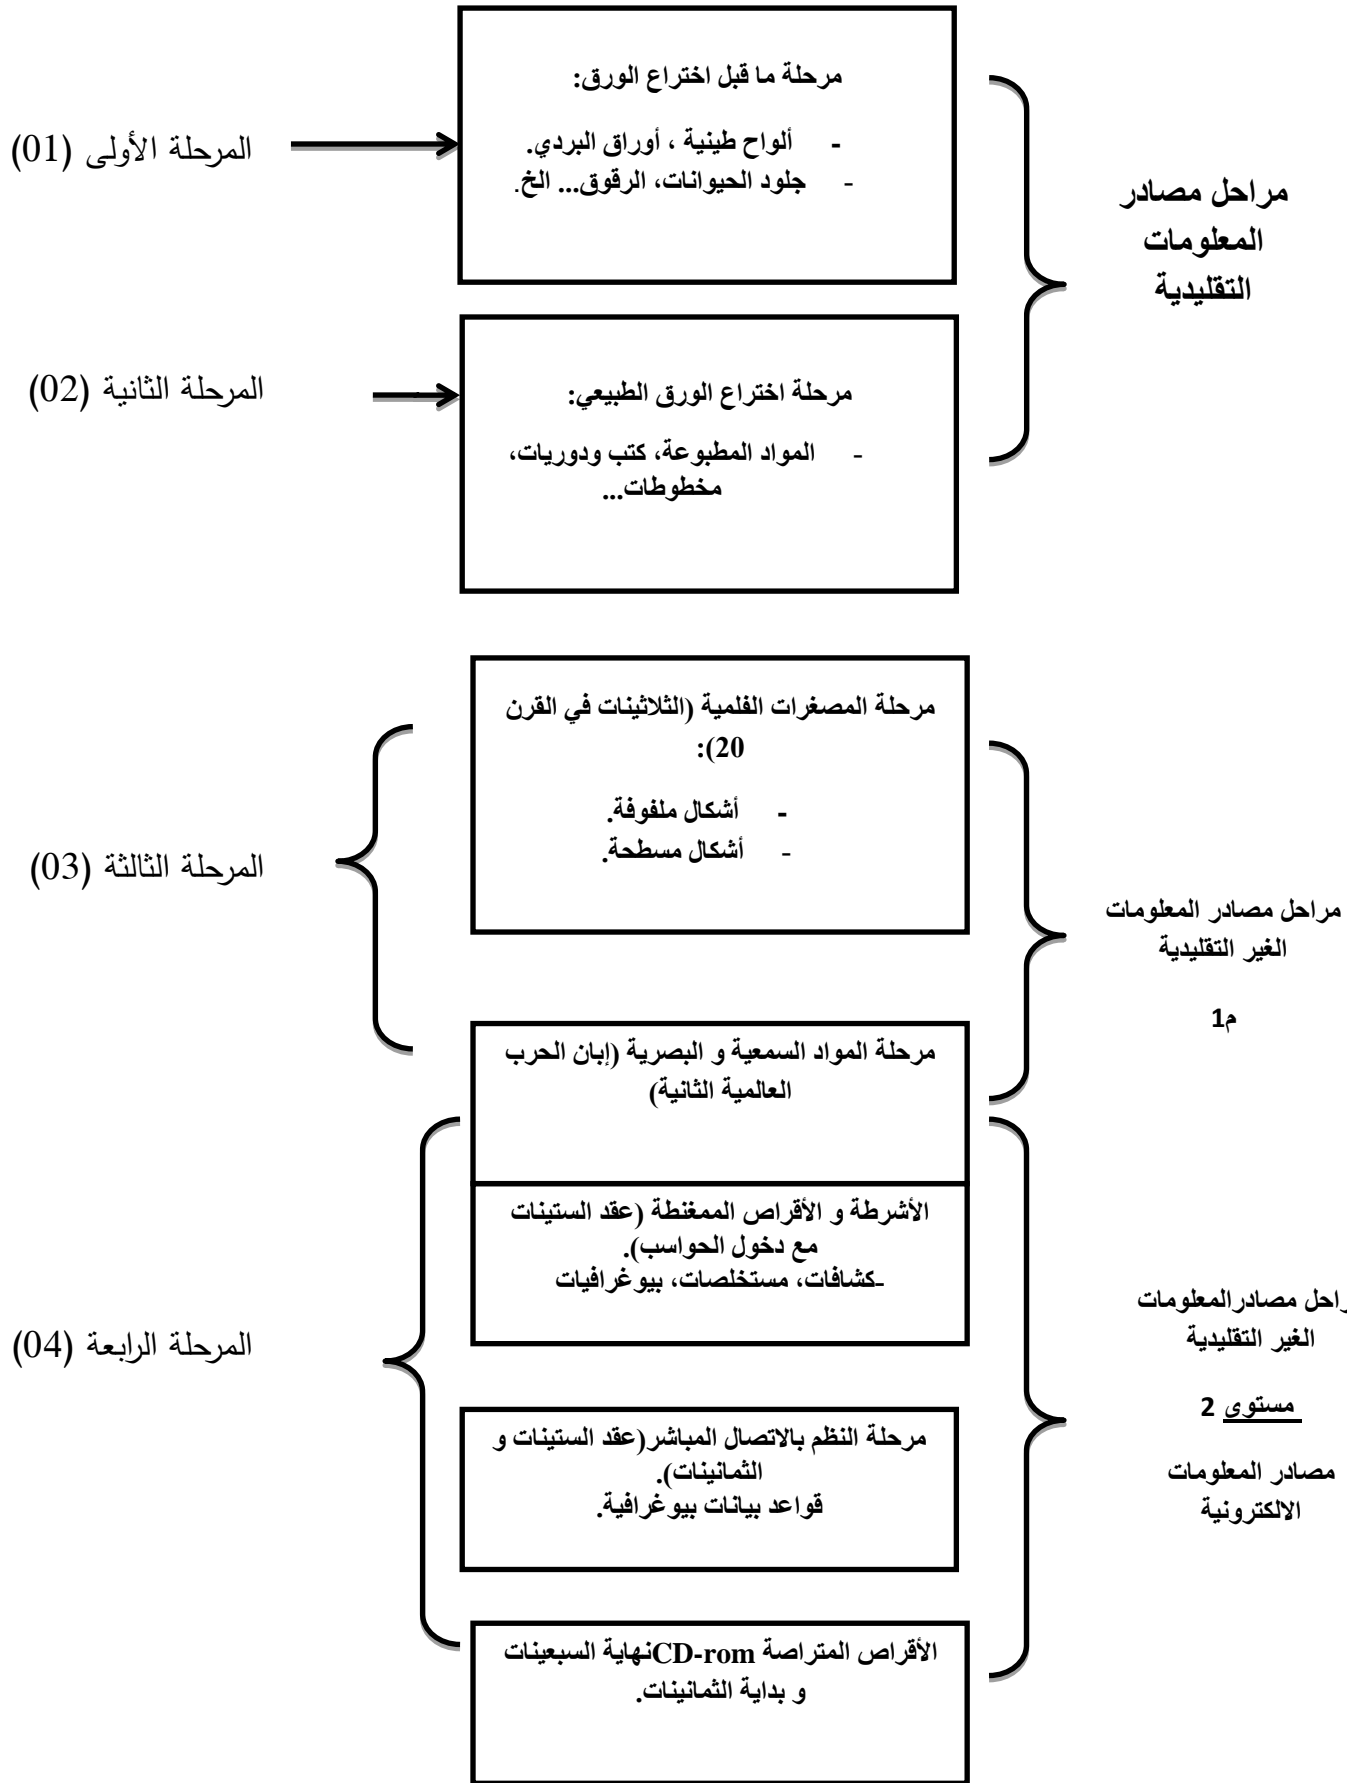 مرحلة ما قبل اختراع الورق:
- ألواح طينية ، أوراق البردي.
- جلود الحيوانات، الرقوق... الخ.
المرحلة الأولى (01)
مراحل مصادر
المعلومات
التقليدية
مرحلة اختراع الورق الطبيعي:
- المواد المطبوعة، كتب ودوريات،
مخطوطات...
المرحلة الثانية (02)
مرحلة المصغرات الفلمية (الثلاثينات في القرن
20):
- أشكال ملفوفة.
- أشكال مسطحة.
المرحلة الثالثة (03)
مراحل مصادر المعلومات
الغير التقليدية
م1
مرحلة المواد السمعية و البصرية (إبان الحرب
العالمية الثانية)
الأشرطة و الأقراص الممغنطة (عقد الستينات
مع دخول الحواسب).
-كشافات، مستخلصات، بيوغرافيات
المرحلة الرابعة (04)
راحل مصادرالمعلومات
الغير التقليدية
مستوى 2
مصادر المعلومات
الالكترونية
مرحلة النظم بالاتصال المباشر(عقد الستينات و
الثمانينات).
قواعد بيانات بيوغرافية.
الأقراص المتراصة CD-romنهاية السبعينات
و بداية الثمانينات.